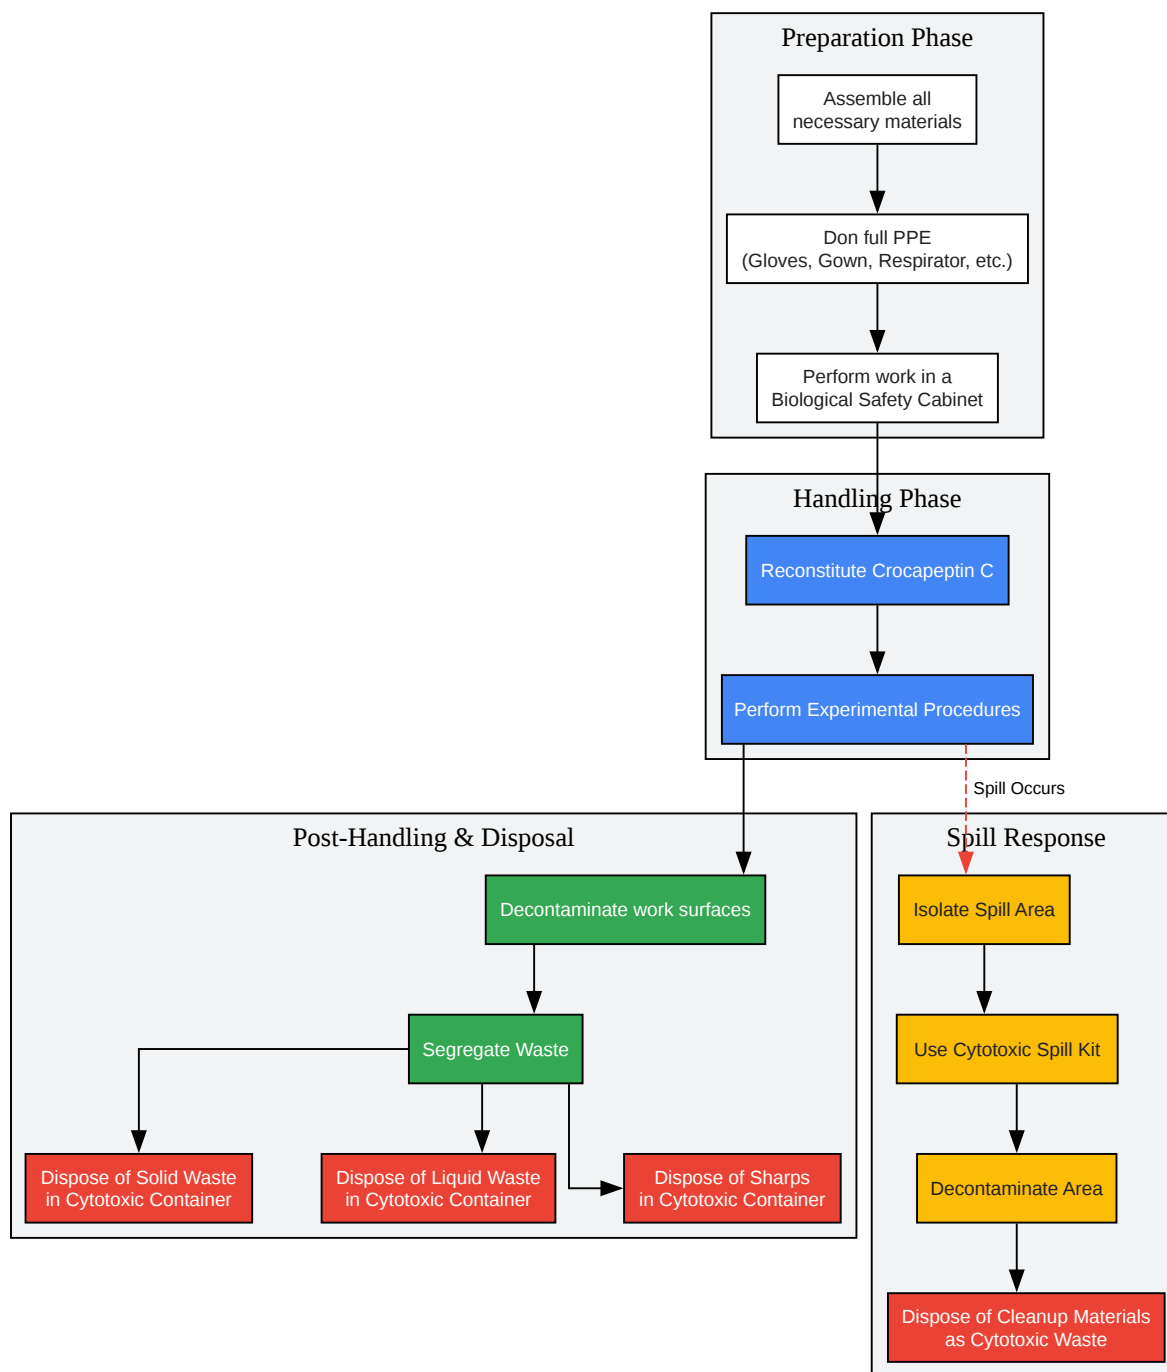 Preparation Phase
Assemble all
necessary materials
Don full PPE
(Gloves, Gown, Respirator, etc.)
Perform work in a
Biological Safety Cabinet
Handling Phase
Reconstitute Crocapeptin C
Perform Experimental Procedures
Spill Occurs
Post-Handling & Disposal
Decontaminate work surfaces
Segregate Waste
Dispose of Solid Waste
in Cytotoxic Container
Dispose of Liquid Waste
in Cytotoxic Container
Dispose of Sharps
in Cytotoxic Container
Spill Response
Isolate Spill Area
Use Cytotoxic Spill Kit
Decontaminate Area
Dispose of Cleanup Materials
as Cytotoxic Waste